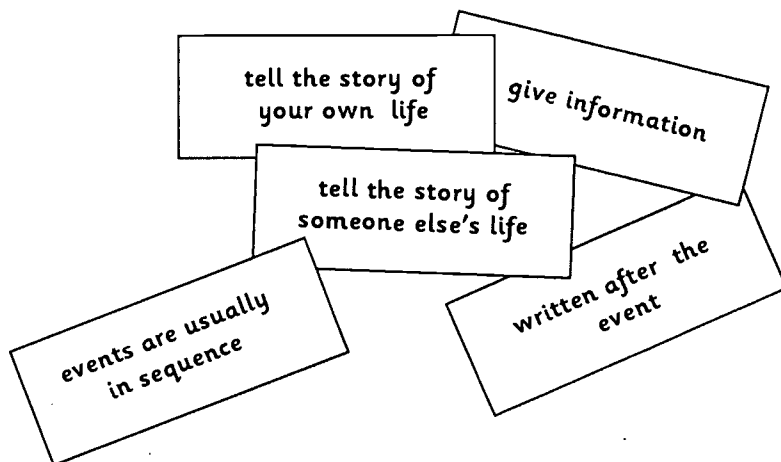 tell the story of
your own life
give information
tell the story of
someone else's life
written after the
event
events are usually
in sequence